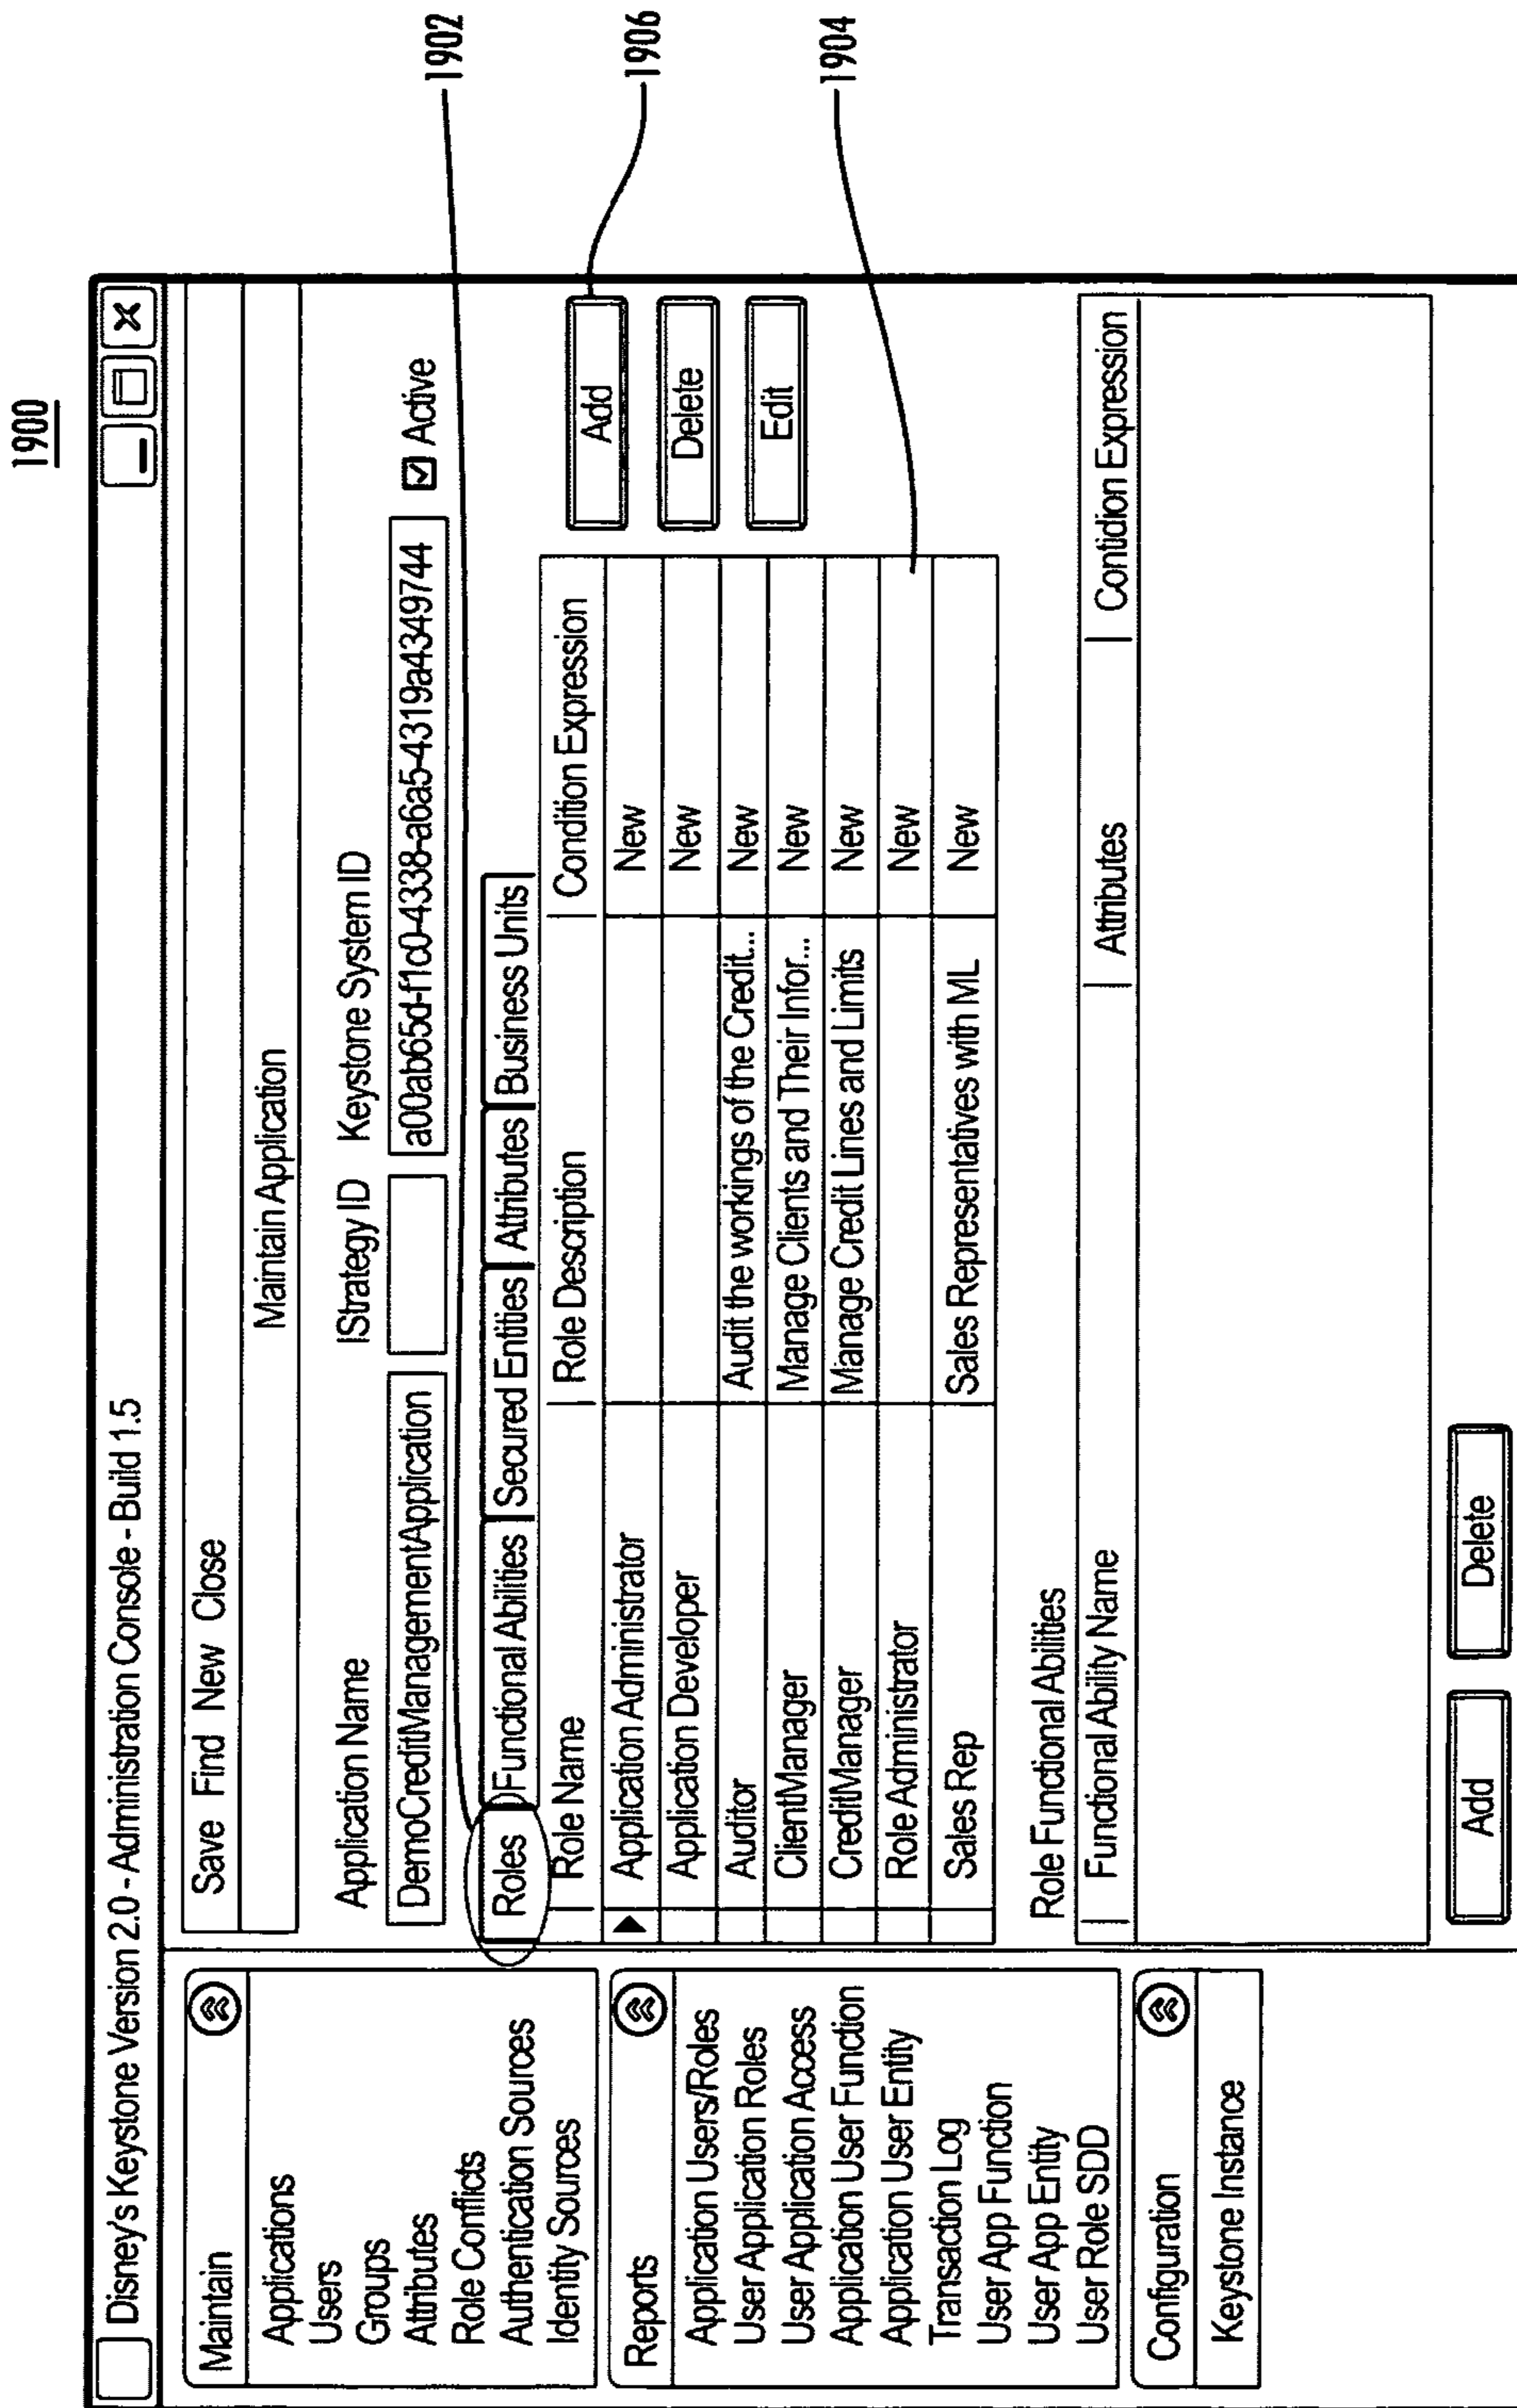 1900
Disney's Keystone Version 2.0 - Administration Console - Build 1.5
Maintain
Applications
Users
Groups
Attributes
Role Conflicts
Authentication Sources
Identity Sources
Reports
Application Users/Roles
User Application Roles
User Application Access
Application User Function
Application User Entity
Transaction Log
User App Function
User App Entity
User Role SDD
Configuration
Keystone Instance
Save Find New Close
Maintain Application
Application Name IStrategy ID Keystone System ID
DemoCreditManagementApplication a00ab65d-f1c0-4338-a6a5-4319a4349744 Active
Roles Functional Abilities Secured Entities Attributes Business Units
Role Name Role Description Condition Expression
Application Administrator New
Application Developer New
Auditor Audit the workings of the Credit... New
ClientManager Manage Clients and Their Infor... New
CreditManager Manage Credit Lines and Limits New
Role Administrator New
Sales Rep Sales Representatives with ML New
Add
Delete
Edit
Role Functional Abilities
Functional Ability Name Attributes Contidion Expression
Add Delete
1902
1906
1904